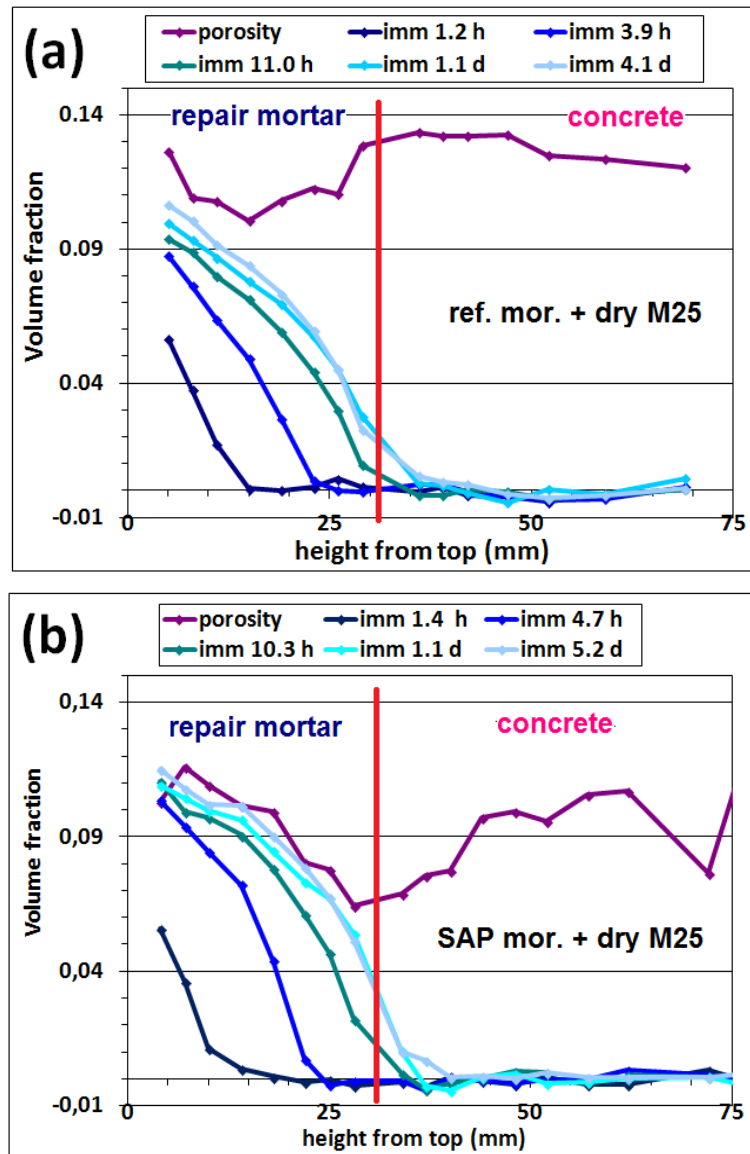 (a)
porosity imm 1.2 h imm 3.9 h
imm 11.0 h imm 1.1 d imm 4.1 d
0.14
repair mortar concrete
0.09
Volume fraction
ref. mor. + dry M25
0.04
-0.01
0 25 50 75
height from top (mm)
(b)
porosity imm 1.4 h imm 4.7 h
imm 10.3 h imm 1.1 d imm 5.2 d
0,14
repair mortar concrete
0,09
Volume fraction
SAP mor. + dry M25
0,04
-0,01
0 25 50 75
height from top (mm)